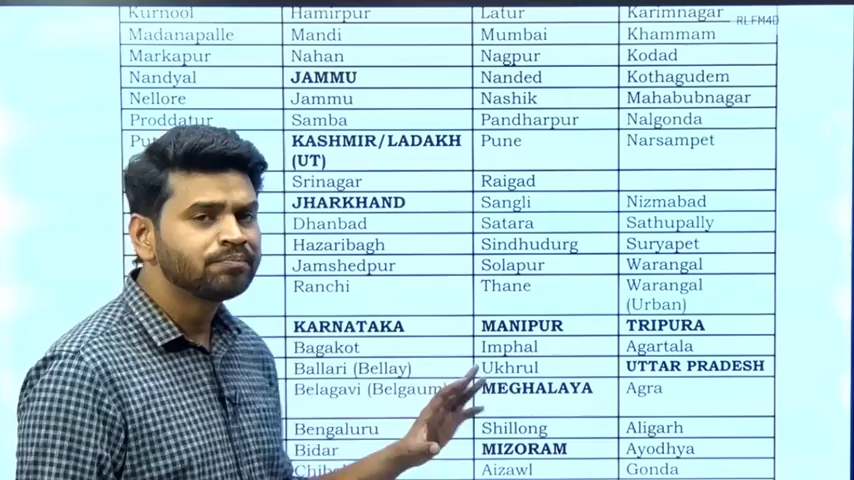 Kurnool Hamirpur Latur Karimnagar
RLFM4D
Madanapalle Mandi Mumbai Khammam
Markapur Nahan Nagpur Kodad
Nandyal JAMMU Nanded Kothagudem
Nellore Jammu Nashik Mahabubnagar
Proddatur Samba Pandharpur Nalgonda
KASHMIR/LADAKH Pune Narsampet
(UT)
Srinagar Raigad
JHARKHAND Sangli Nizmabad
Dhanbad Satara Sathupally
Hazaribagh Sindhudurg Suryapet
Jamshedpur Solapur Warangal
Ranchi Thane Warangal
(Urban)
KARNATAKA MANIPUR TRIPURA
Bagakot Imphal Agartala
Ballari (Bellay) Ukhrul UTTAR PRADESH
Belagavi (Belgaum) MEGHALAYA Agra
Bengaluru Shillong Aligarh
Bidar MIZORAM Ayodhya
Aizawl Gonda